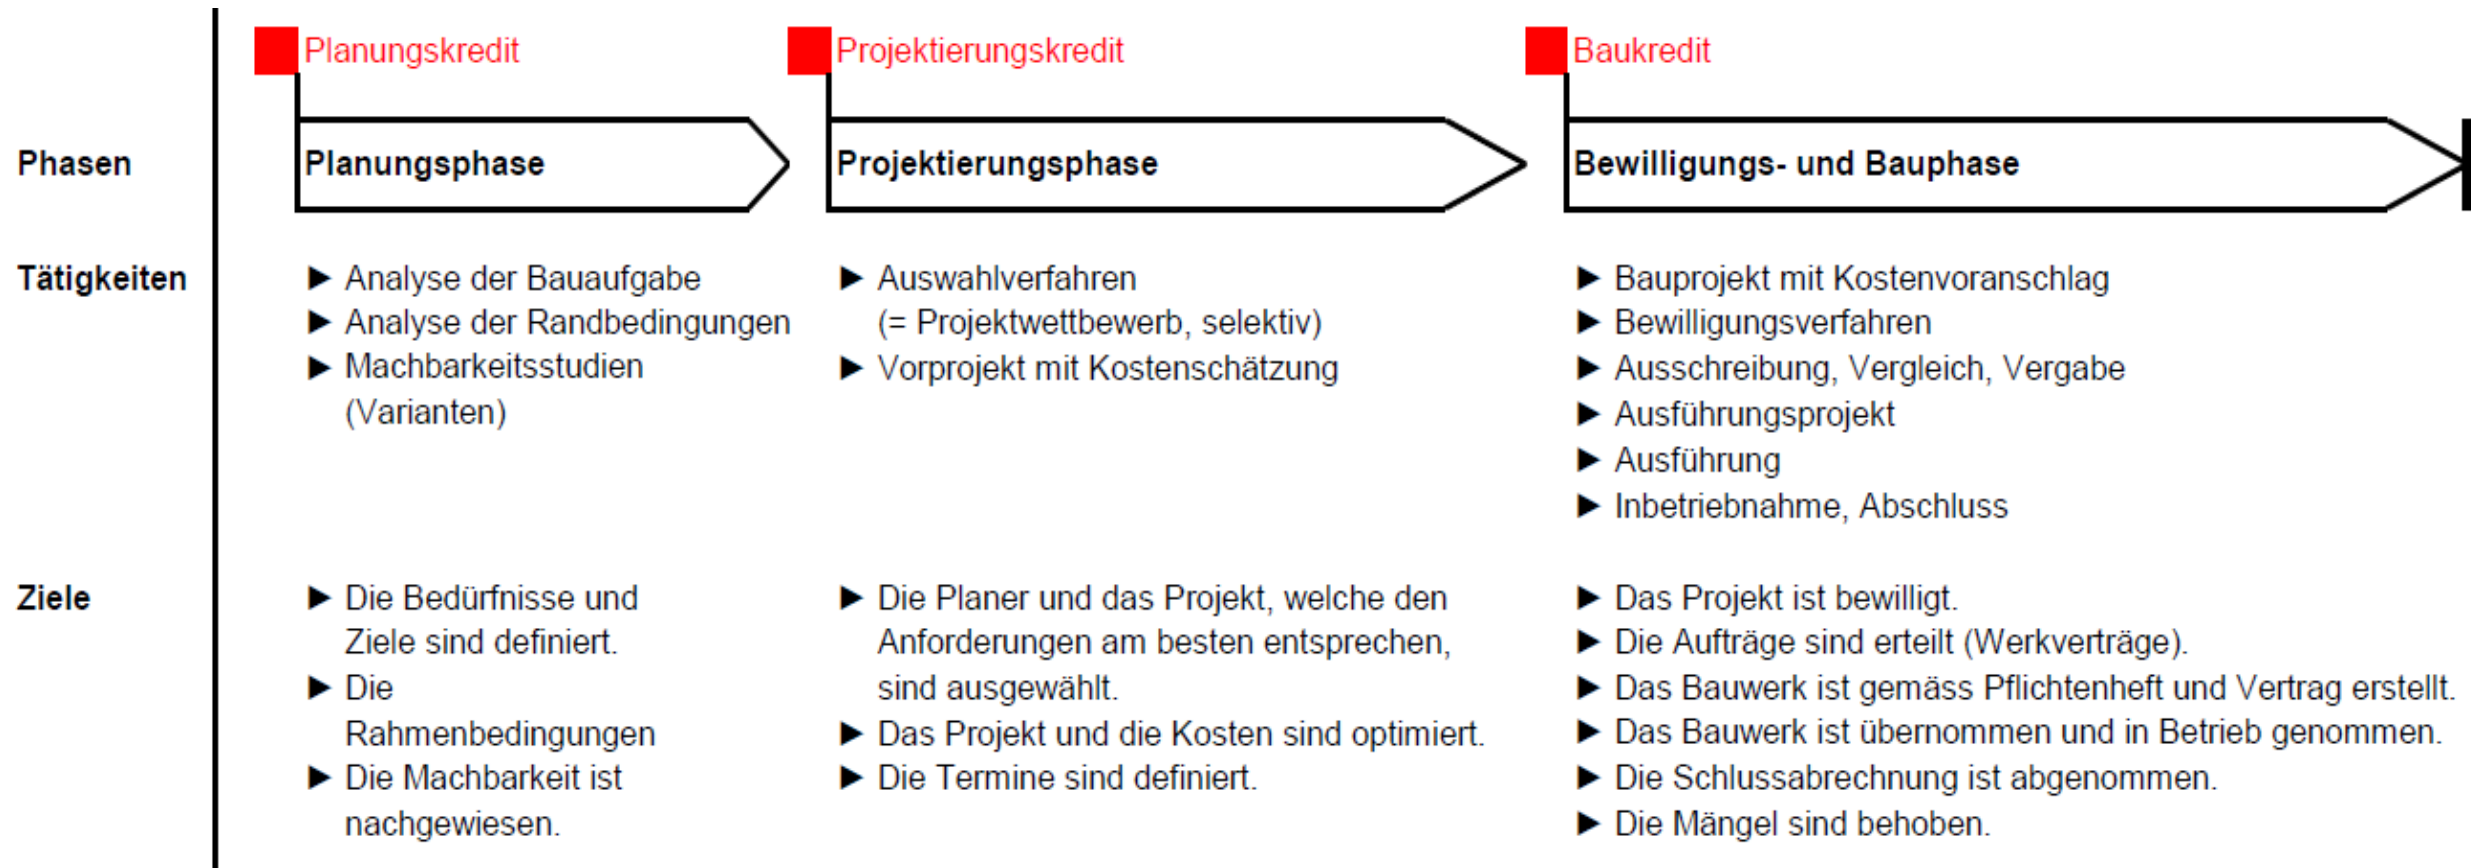 Planungskredit
Projektierungskredit
Baukredit
Phasen
Planungsphase
Projektierungsphase
Bewilligungs- und Bauphase
Tätigkeiten
► Analyse der Bauaufgabe
► Analyse der Randbedingungen
► Machbarkeitsstudien
(Varianten)
► Auswahlverfahren
(= Projektwettbewerb, selektiv)
► Vorprojekt mit Kostenschätzung
► Bauprojekt mit Kostenvoranschlag
► Bewilligungsverfahren
► Ausschreibung, Vergleich, Vergabe
► Ausführungsprojekt
► Ausführung
► Inbetriebnahme, Abschluss
Ziele
► Die Bedürfnisse und
Ziele sind definiert.
► Die
Rahmenbedingungen
► Die Machbarkeit ist
nachgewiesen.
► Die Planer und das Projekt, welche den
Anforderungen am besten entsprechen,
sind ausgewählt.
► Das Projekt und die Kosten sind optimiert.
► Die Termine sind definiert.
► Das Projekt ist bewilligt.
► Die Aufträge sind erteilt (Werkverträge).
► Das Bauwerk ist gemäss Pflichtenheft und Vertrag erstellt.
► Das Bauwerk ist übernommen und in Betrieb genommen.
► Die Schlussabrechnung ist abgenommen.
► Die Mängel sind behoben.